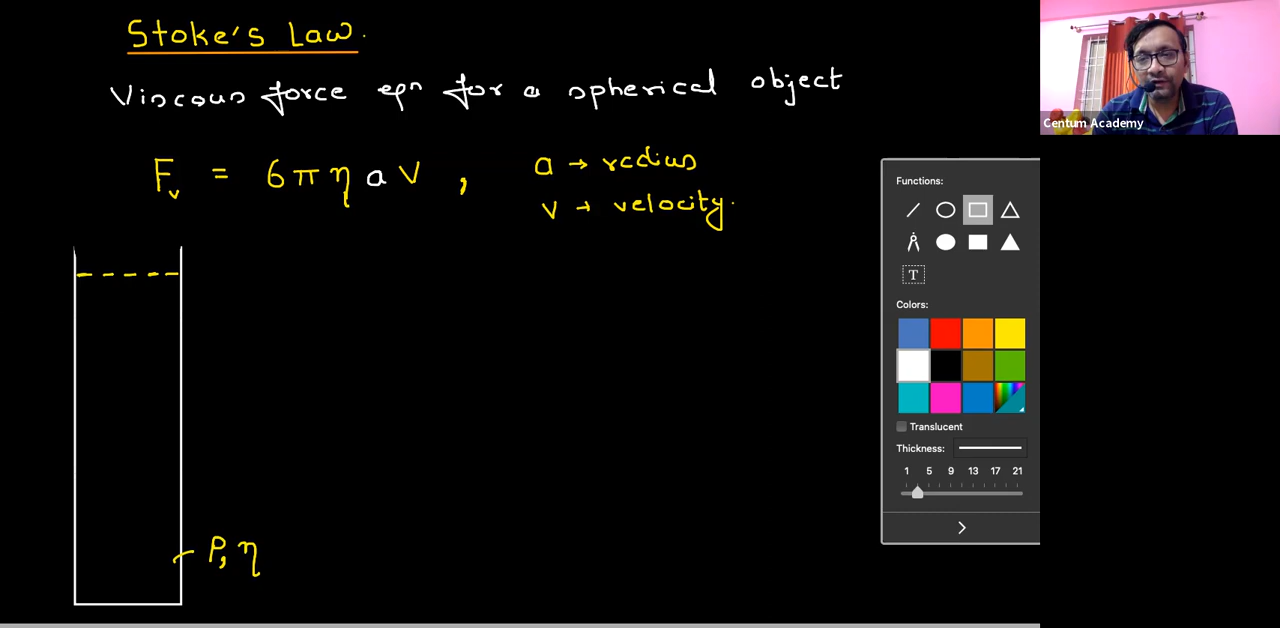 Stoke's Law.
Viscous force eqn for a spherical object
Centum Academy
Fv = 6πηav, a → radius
v → velocity.
Functions:
T
Colors:
Translucent
Thickness:
1 5 9 13 17 21
ρ, η